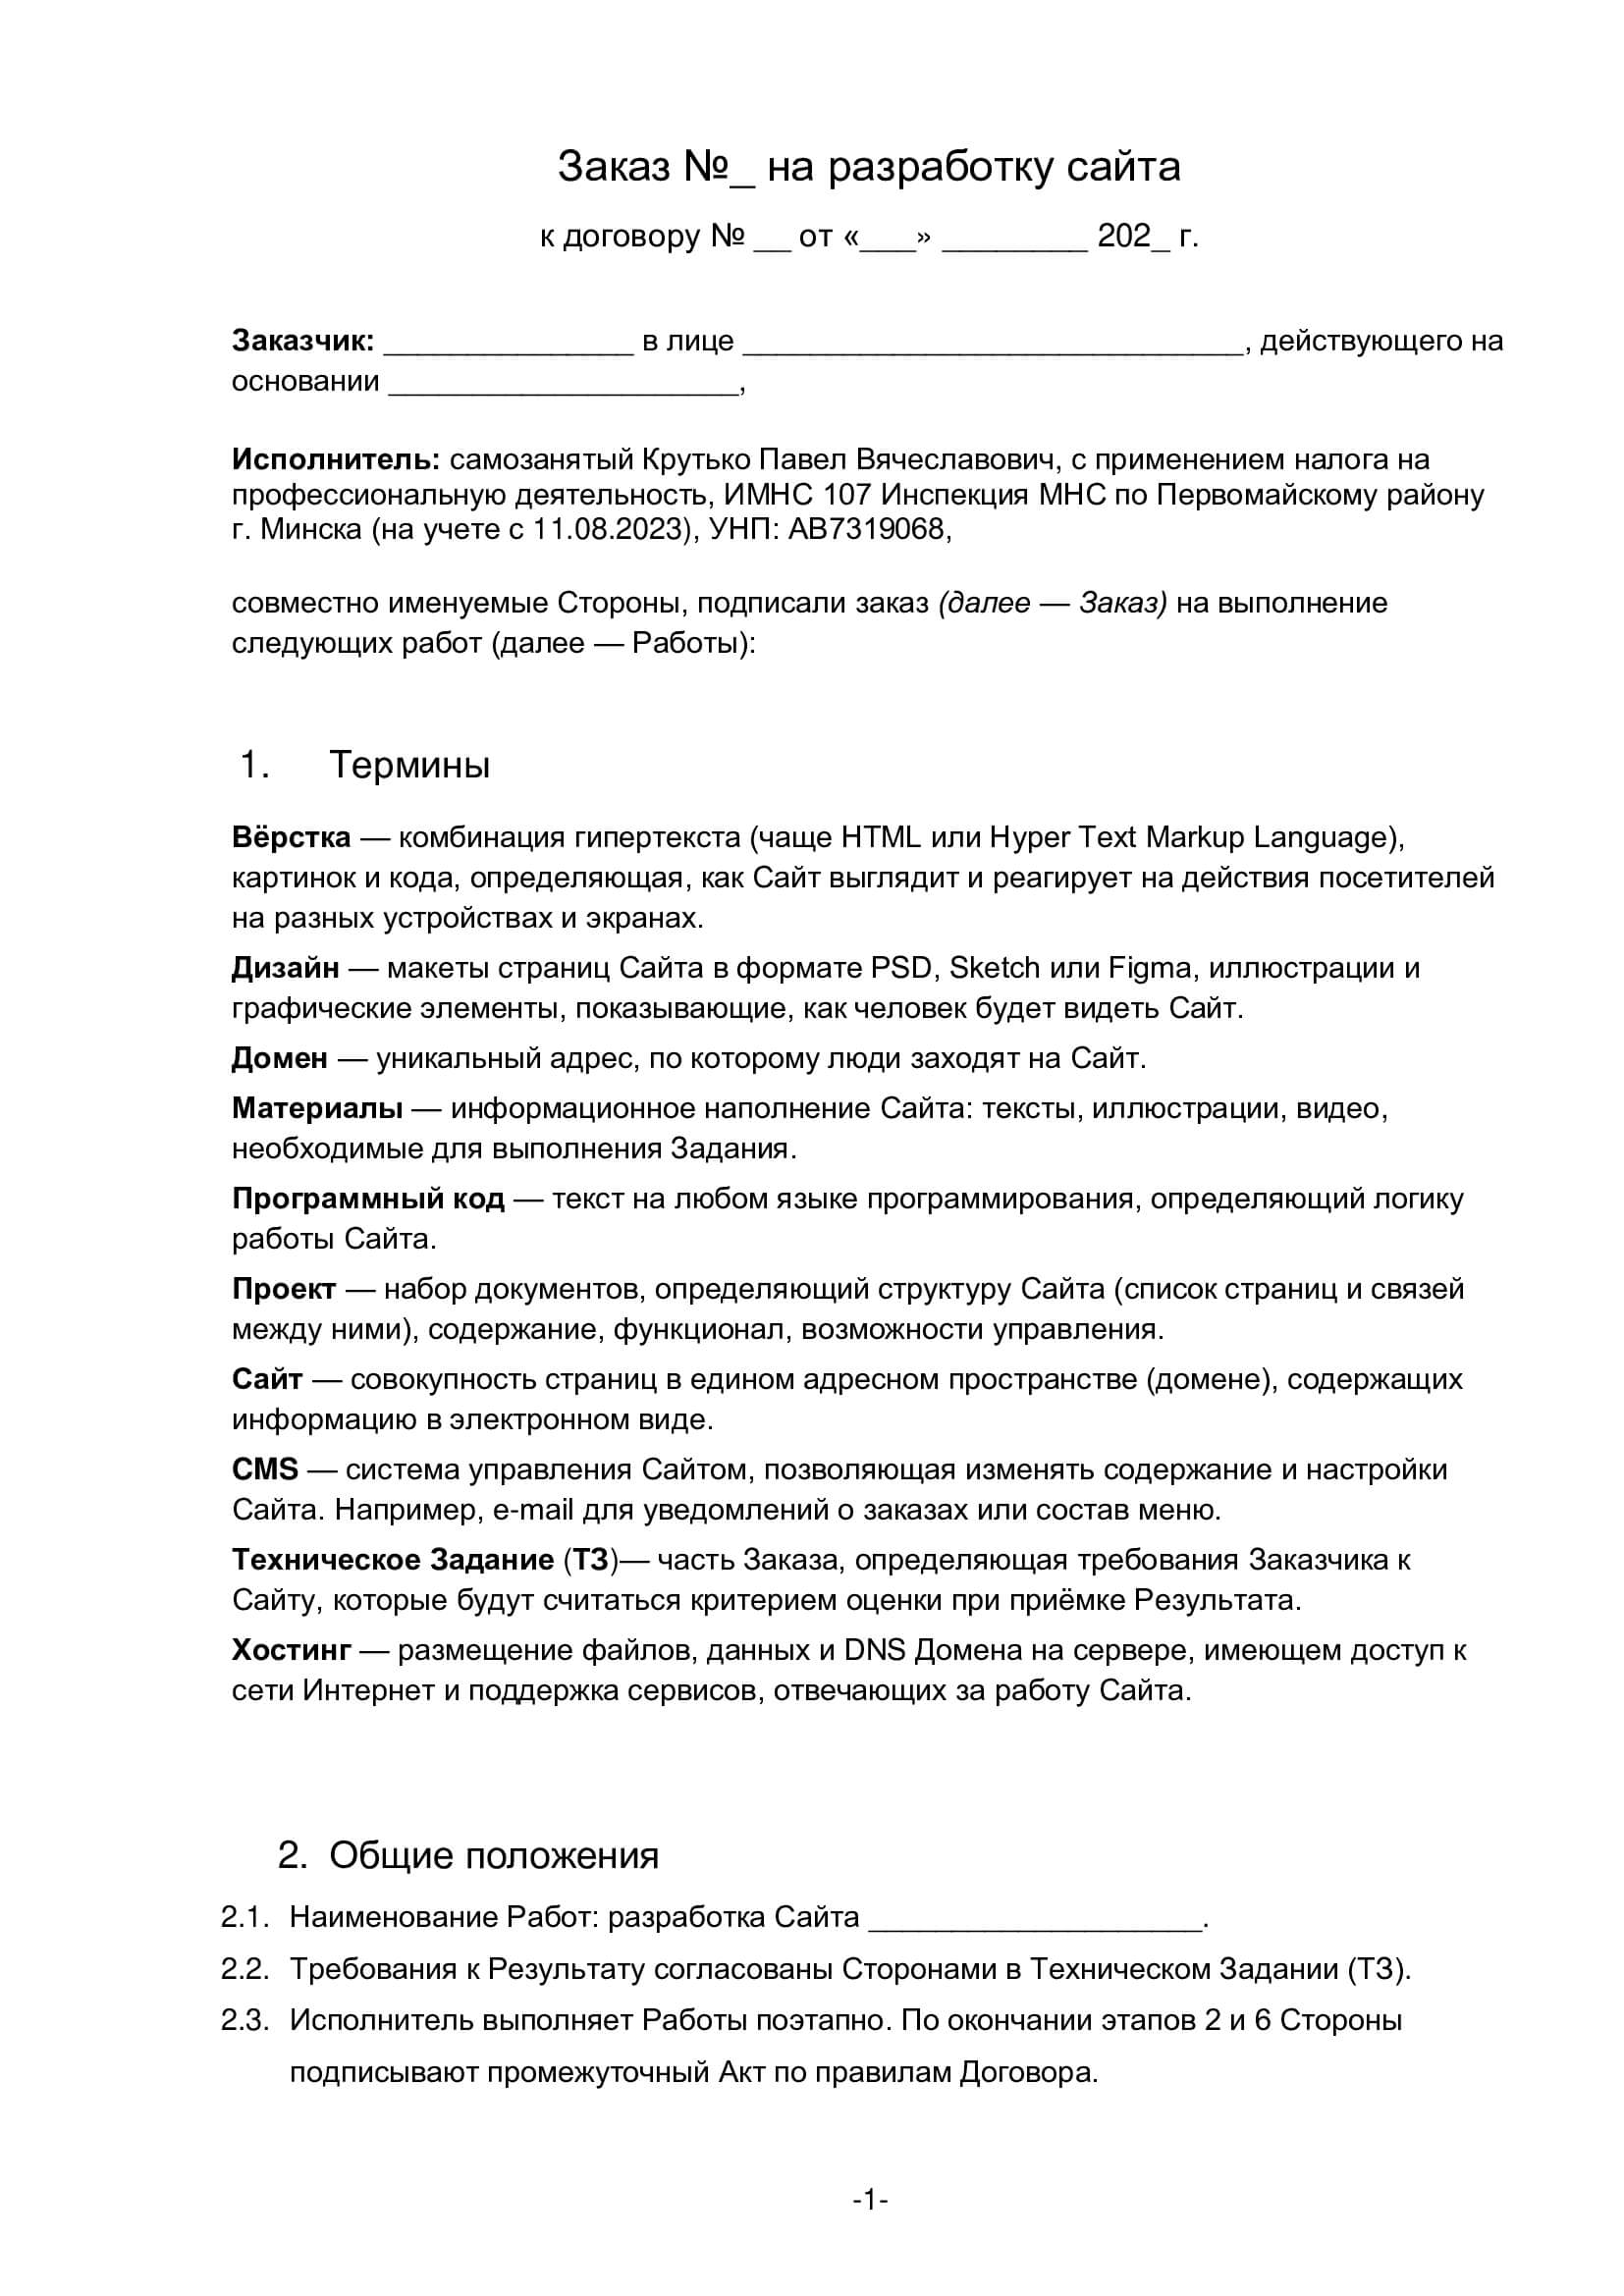 Заказ №_ на разработку сайта
к договору № __ от «___» ________ 202_ г.
Заказчик: _______________ в лице ______________________________, действующего на
основании _____________________,
Исполнитель: самозанятый Крутько Павел Вячеславович, с применением налога на
профессиональную деятельность, ИМНС 107 Инспекция МНС по Первомайскому району
г. Минска (на учете с 11.08.2023), УНП: АВ7319068,
совместно именуемые Стороны, подписали заказ (далее — Заказ) на выполнение
следующих работ (далее — Работы):
1. Термины
Вёрстка — комбинация гипертекста (чаще HTML или Hyper Text Markup Language),
картинок и кода, определяющая, как Сайт выглядит и реагирует на действия посетителей
на разных устройствах и экранах.
Дизайн — макеты страниц Сайта в формате PSD, Sketch или Figma, иллюстрации и
графические элементы, показывающие, как человек будет видеть Сайт.
Домен — уникальный адрес, по которому люди заходят на Сайт.
Материалы — информационное наполнение Сайта: тексты, иллюстрации, видео,
необходимые для выполнения Задания.
Программный код — текст на любом языке программирования, определяющий логику
работы Сайта.
Проект — набор документов, определяющий структуру Сайта (список страниц и связей
между ними), содержание, функционал, возможности управления.
Сайт — совокупность страниц в едином адресном пространстве (домене), содержащих
информацию в электронном виде.
CMS — система управления Сайтом, позволяющая изменять содержание и настройки
Сайта. Например, e-mail для уведомлений о заказах или состав меню.
Техническое Задание (ТЗ)— часть Заказа, определяющая требования Заказчика к
Сайту, которые будут считаться критерием оценки при приёмке Результата.
Хостинг — размещение файлов, данных и DNS Домена на сервере, имеющем доступ к
сети Интернет и поддержка сервисов, отвечающих за работу Сайта.
2. Общие положения
2.1. Наименование Работ: разработка Сайта ____________________.
2.2. Требования к Результату согласованы Сторонами в Техническом Задании (ТЗ).
2.3. Исполнитель выполняет Работы поэтапно. По окончании этапов 2 и 6 Стороны
подписывают промежуточный Акт по правилам Договора.
-1-